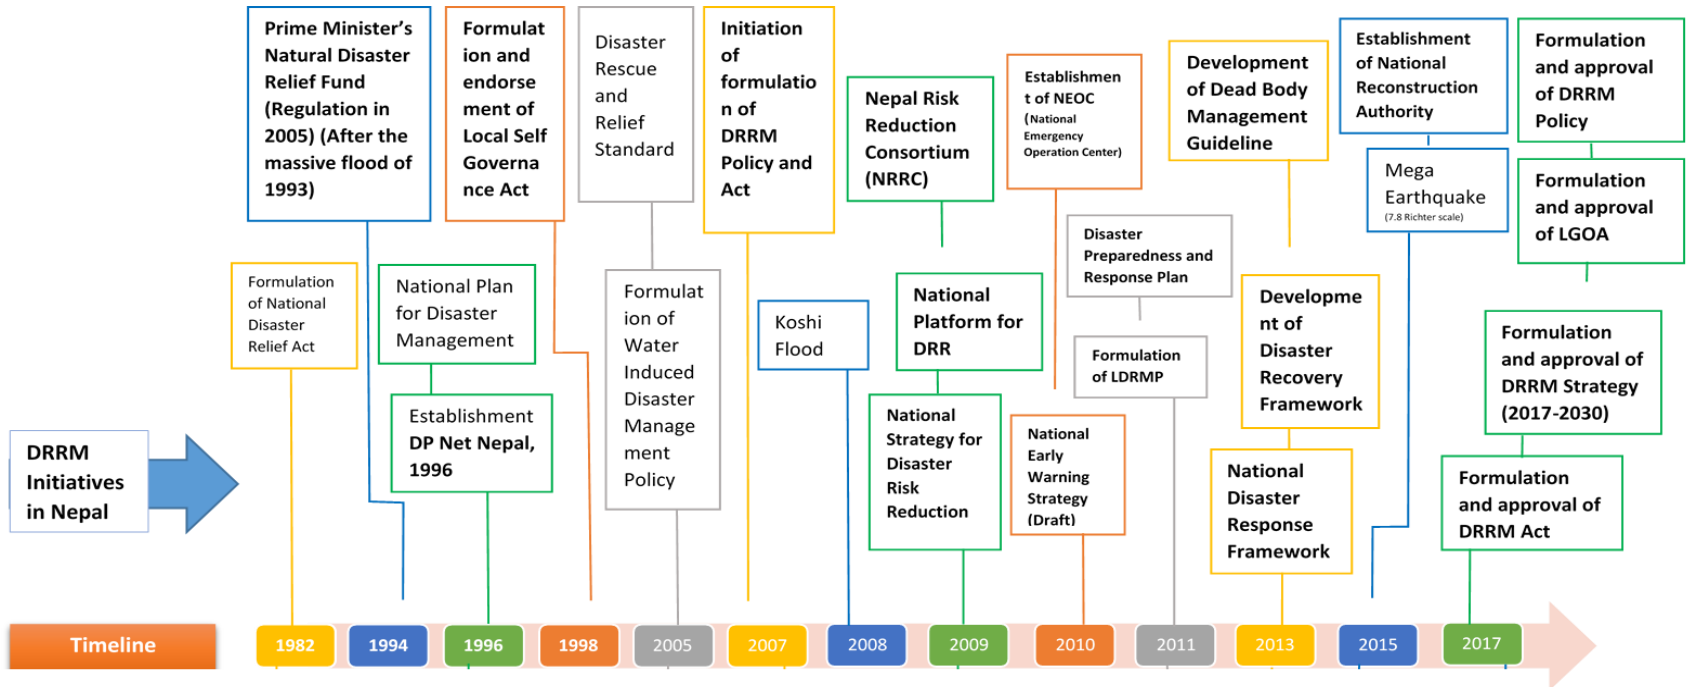 Prime Minister’s
Natural Disaster
Relief Fund
(Regulation in
2005) (After the
massive flood of
1993)
Formulat
ion and
endorse
ment of
Local Self
Governa
nce Act
Disaster
Rescue
and
Relief
Standard
Initiation
of
formulatio
n of
DRRM
Policy and
Act
Nepal Risk
Reduction
Consortium
(NRRC)
Establishmen
t of NEOC
(National
Emergency
Operation Center)
Development
of Dead Body
Management
Guideline
Establishment
of National
Reconstruction
Authority
Formulation
and approval
of DRRM
Policy
Mega
Earthquake
(7.8 Richter scale)
Formulation
and approval
of LGOA
Disaster
Preparedness and
Response Plan
Formulation
of National
Disaster
Relief Act
National Plan
for Disaster
Management
Formulat
ion of
Water
Induced
Disaster
Manage
ment
Policy
Koshi
Flood
National
Platform for
DRR
Formulation
of LDRMP
Developme
nt of
Disaster
Recovery
Framework
Formulation
and approval of
DRRM Strategy
(2017-2030)
Establishment
DP Net Nepal,
1996
National
Strategy for
Disaster
Risk
Reduction
National
Early
Warning
Strategy
(Draft)
National
Disaster
Response
Framework
Formulation
and approval of
DRRM Act
DRRM
Initiatives
in Nepal
Timeline
1982
1994
1996
1998
2005
2007
2008
2009
2010
2011
2013
2015
2017